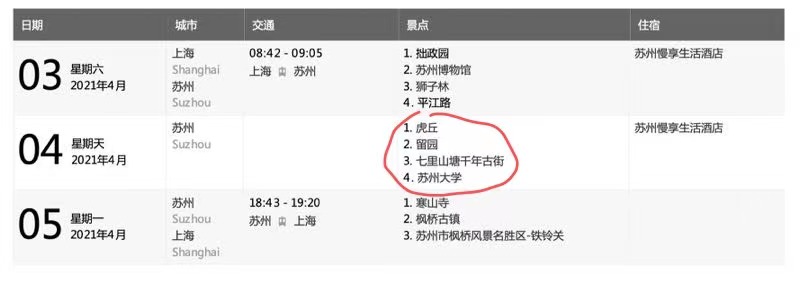 日期 城市 交通 景点 住宿
03 星期六 2021年4月
上海
Shanghai
苏州
Suzhou
08:42 - 09:05
上海 苏州
1. 拙政园
2. 苏州博物馆
3. 狮子林
4. 平江路
苏州慢享生活酒店
04 星期天 2021年4月
苏州
Suzhou
1. 虎丘
2. 留园
3. 七里山塘千年古街
4. 苏州大学
苏州慢享生活酒店
05 星期一 2021年4月
苏州
Suzhou
上海
Shanghai
18:43 - 19:20
苏州 上海
1. 寒山寺
2. 枫桥古镇
3. 苏州市枫桥风景名胜区-铁铃关